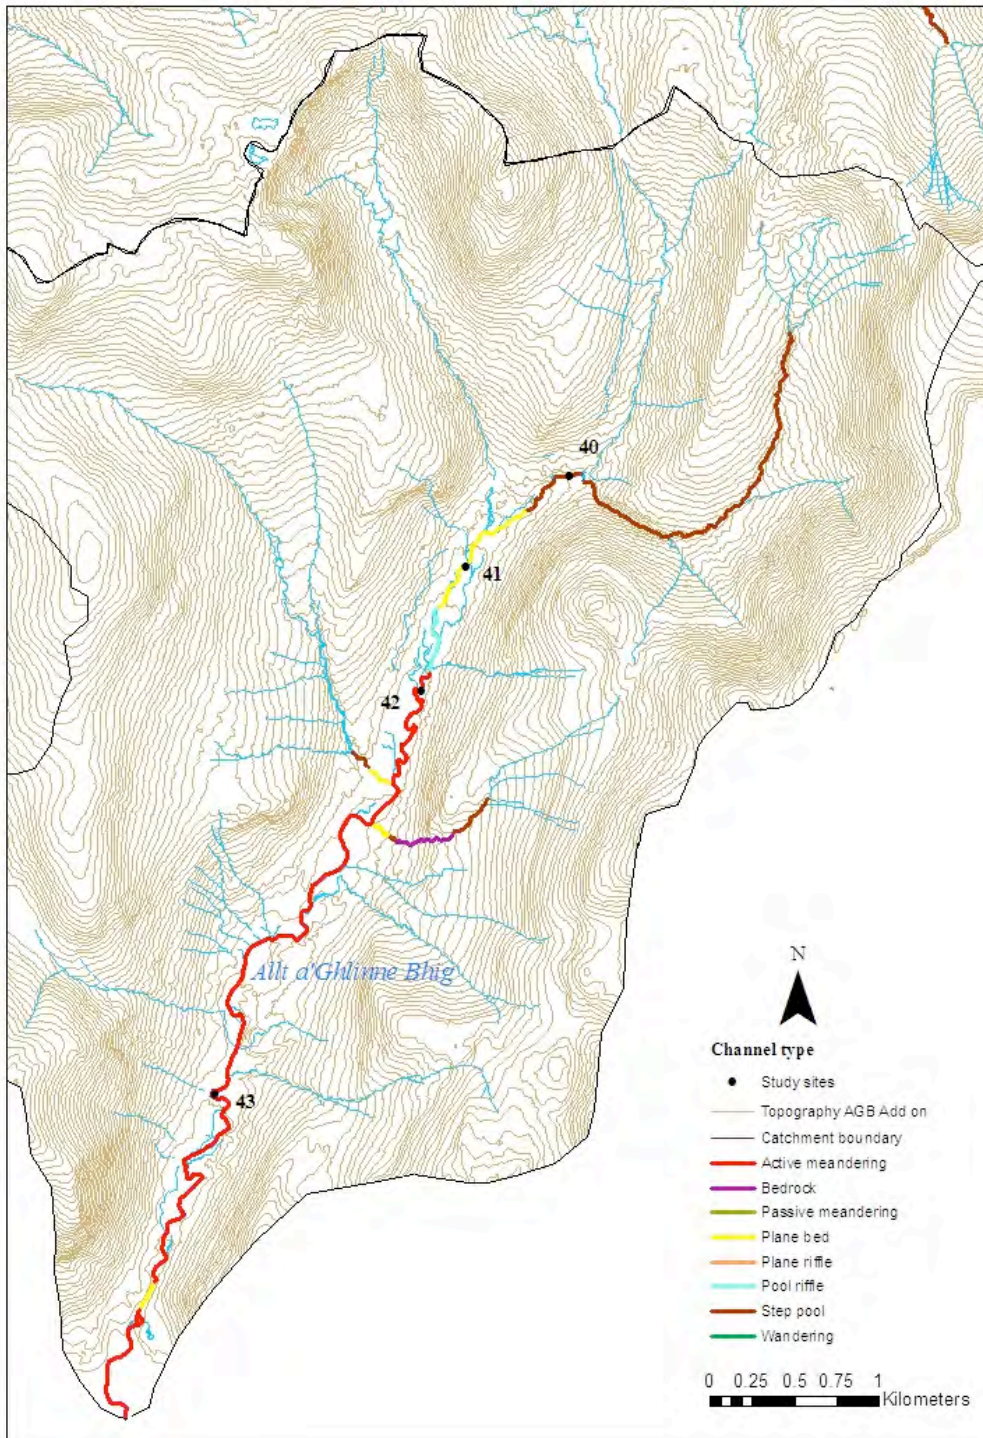 40
41
42
Allt a'Ghlinne Bhig
43
N
Channel type
Study sites
Topography AGB Add on
Catchment boundary
Active meandering
Bedrock
Passive meandering
Plane bed
Plane riffle
Pool riffle
Step pool
Wandering
0 0.25 0.5 0.75 1
Kilometers